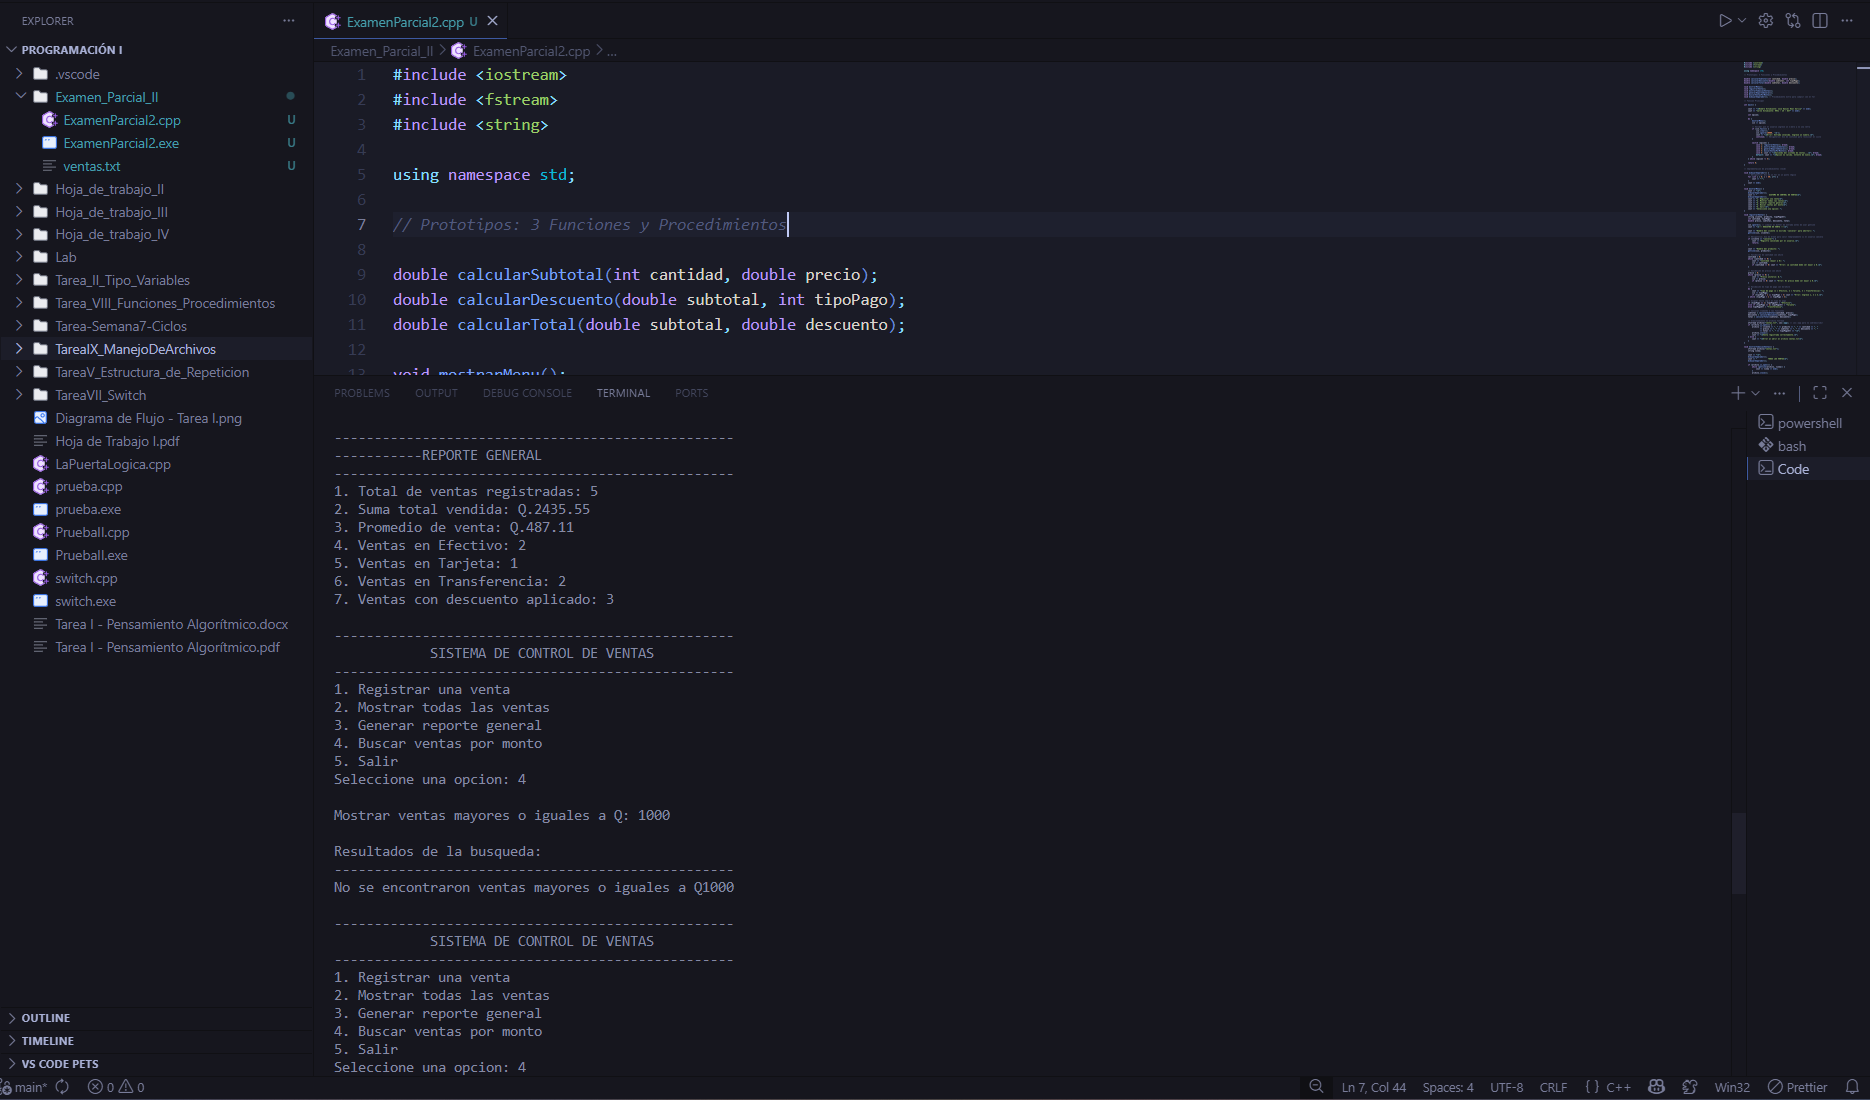 EXPLORER
PROGRAMACIÓN I
.vscode
Examen_Parcial_II
ExamenParcial2.cpp U
ExamenParcial2.exe U
ventas.txt U
Hoja_de_trabajo_II
Hoja_de_trabajo_III
Hoja_de_trabajo_IV
Lab
Tarea_II_Tipo_Variables
Tarea_VIII_Funciones_Procedimientos
Tarea-Semana7-Ciclos
TareaIX_ManejoDeArchivos
TareaV_Estructura_de_Repeticion
TareaVII_Switch
Diagrama de Flujo - Tarea I.png
Hoja de Trabajo I.pdf
LaPuertaLogica.cpp
prueba.cpp
prueba.exe
PruebaII.cpp
PruebaII.exe
switch.cpp
switch.exe
Tarea I - Pensamiento Algorítmico.docx
Tarea I - Pensamiento Algorítmico.pdf
OUTLINE
TIMELINE
VS CODE PETS
ExamenParcial2.cpp U
Examen_Parcial_II > ExamenParcial2.cpp > ...
1 #include <iostream>
2 #include <fstream>
3 #include <string>
4
5 using namespace std;
6
7 // Prototipos: 3 Funciones y Procedimientos
8
9 double calcularSubtotal(int cantidad, double precio);
10 double calcularDescuento(double subtotal, int tipoPago);
11 double calcularTotal(double subtotal, double descuento);
12
13 void mostrarMenu();
PROBLEMS OUTPUT DEBUG CONSOLE TERMINAL PORTS
--------------------------------------------------
-----------REPORTE GENERAL
--------------------------------------------------
1. Total de ventas registradas: 5
2. Suma total vendida: Q.2435.55
3. Promedio de venta: Q.487.11
4. Ventas en Efectivo: 2
5. Ventas en Tarjeta: 1
6. Ventas en Transferencia: 2
7. Ventas con descuento aplicado: 3
--------------------------------------------------
SISTEMA DE CONTROL DE VENTAS
--------------------------------------------------
1. Registrar una venta
2. Mostrar todas las ventas
3. Generar reporte general
4. Buscar ventas por monto
5. Salir
Seleccione una opcion: 4
Mostrar ventas mayores o iguales a Q: 1000
Resultados de la busqueda:
--------------------------------------------------
No se encontraron ventas mayores o iguales a Q1000
--------------------------------------------------
SISTEMA DE CONTROL DE VENTAS
--------------------------------------------------
1. Registrar una venta
2. Mostrar todas las ventas
3. Generar reporte general
4. Buscar ventas por monto
5. Salir
Seleccione una opcion: 4
powershell
bash
Code
main* 0 0
Ln 7, Col 44 Spaces: 4 UTF-8 CRLF {} C++ Win32 Prettier